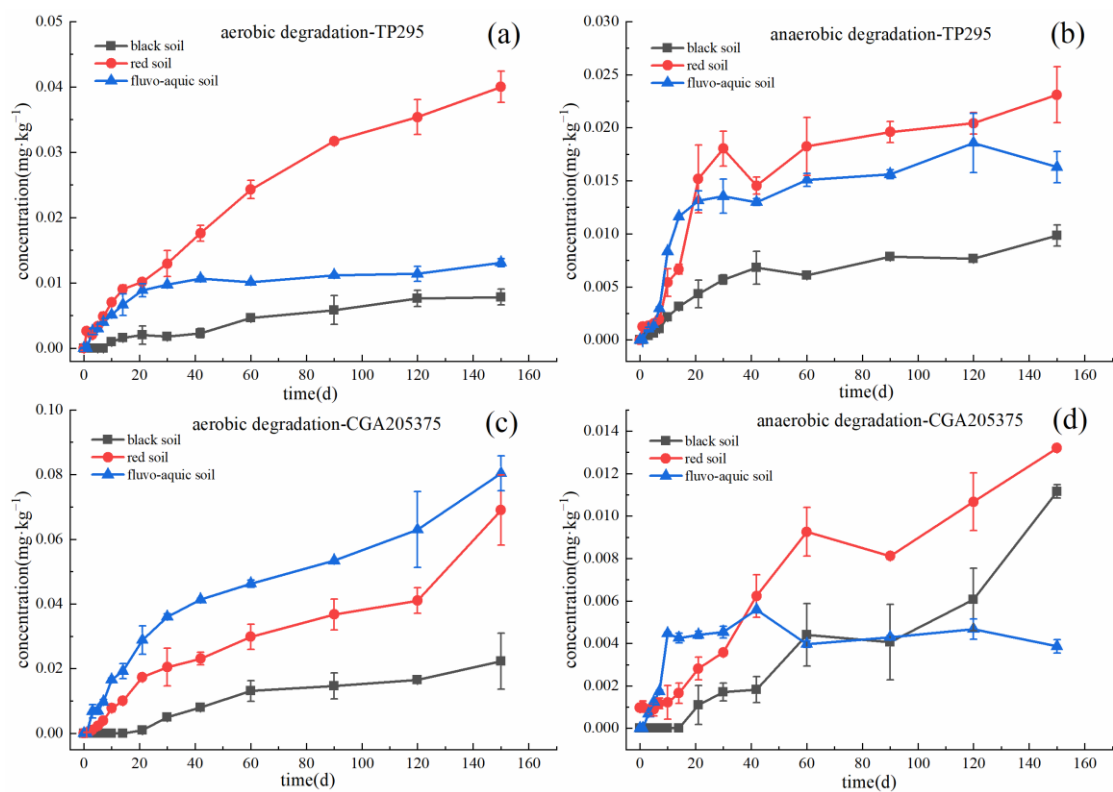 aerobic degradation-TP295
(a)
black soil
red soil
fluvo-aquic soil
concentration(mg·kg⁻¹)
0.05
0.04
0.03
0.02
0.01
0.00
0 20 40 60 80 100 120 140 160
time(d)
anaerobic degradation-TP295
(b)
black soil
red soil
fluvo-aquic soil
concentration(mg·kg⁻¹)
0.030
0.025
0.020
0.015
0.010
0.005
0.000
0 20 40 60 80 100 120 140 160
time(d)
aerobic degradation-CGA205375
(c)
black soil
red soil
fluvo-aquic soil
concentration(mg·kg⁻¹)
0.10
0.08
0.06
0.04
0.02
0.00
0 20 40 60 80 100 120 140 160
time(d)
anaerobic degradation-CGA205375
(d)
black soil
red soil
fluvo-aquic soil
concentration(mg·kg⁻¹)
0.014
0.012
0.010
0.008
0.006
0.004
0.002
0.000
0 20 40 60 80 100 120 140 160
time(d)